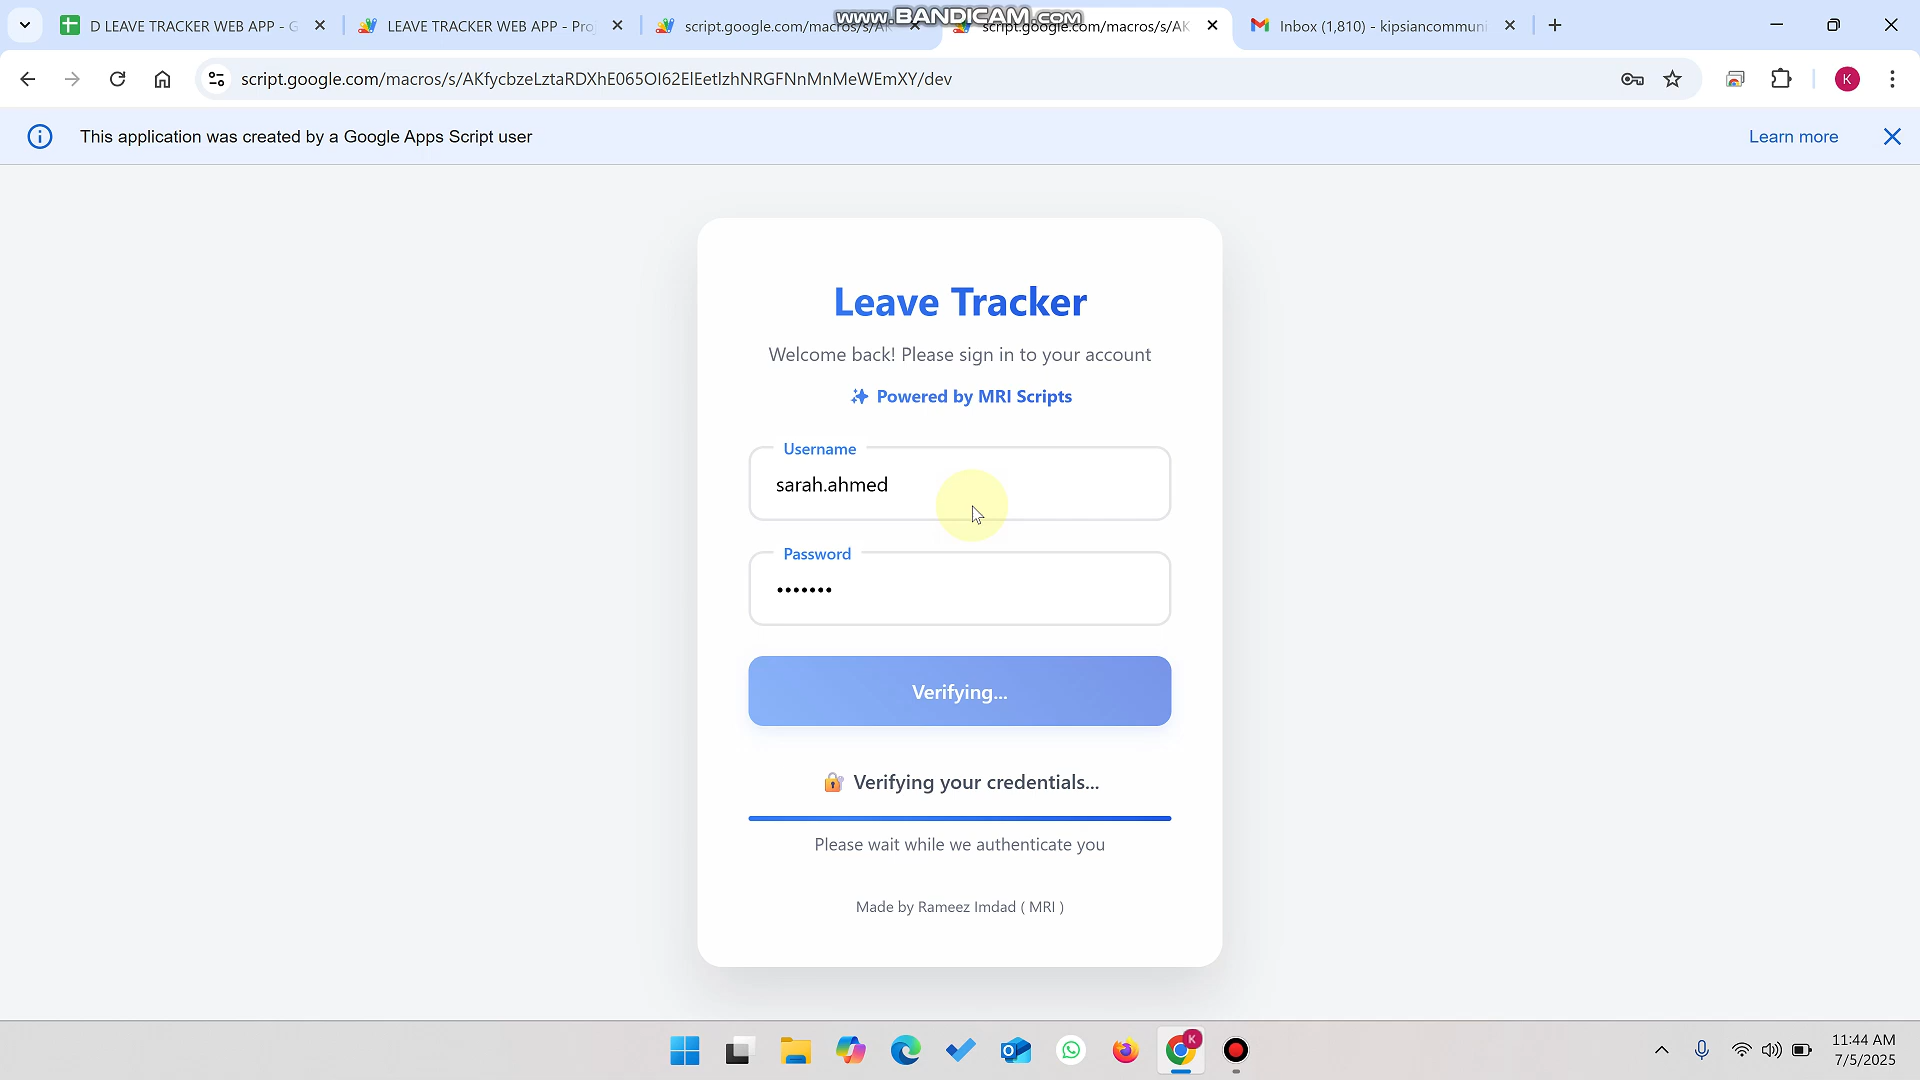 www.BANDICAM.com
D LEAVE TRACKER WEB APP - G
LEAVE TRACKER WEB APP - Proj
script.google.com/macros/s/AK
script.google.com/macros/s/AK
Inbox (1,810) - kipsiancommuni
script.google.com/macros/s/AKfycbzeLztaRDXhE065OI62ElEetIzhNRGFNnMnMeWEmXY/dev
K
This application was created by a Google Apps Script user
Learn more
Leave Tracker
Welcome back! Please sign in to your account
✨ Powered by MRI Scripts
Username
sarah.ahmed
Password
•••••••
Verifying...
🔐 Verifying your credentials...
Please wait while we authenticate you
Made by Rameez Imdad ( MRI )
K
11:44 AM
7/5/2025